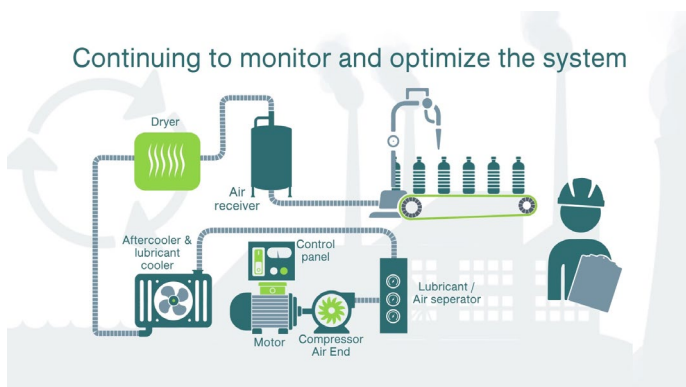 Continuing to monitor and optimize the system
Dryer
Air
receiver
Aftercooler &
lubricant
cooler
Control
panel
Lubricant /
Air seperator
Motor
Compressor
Air End